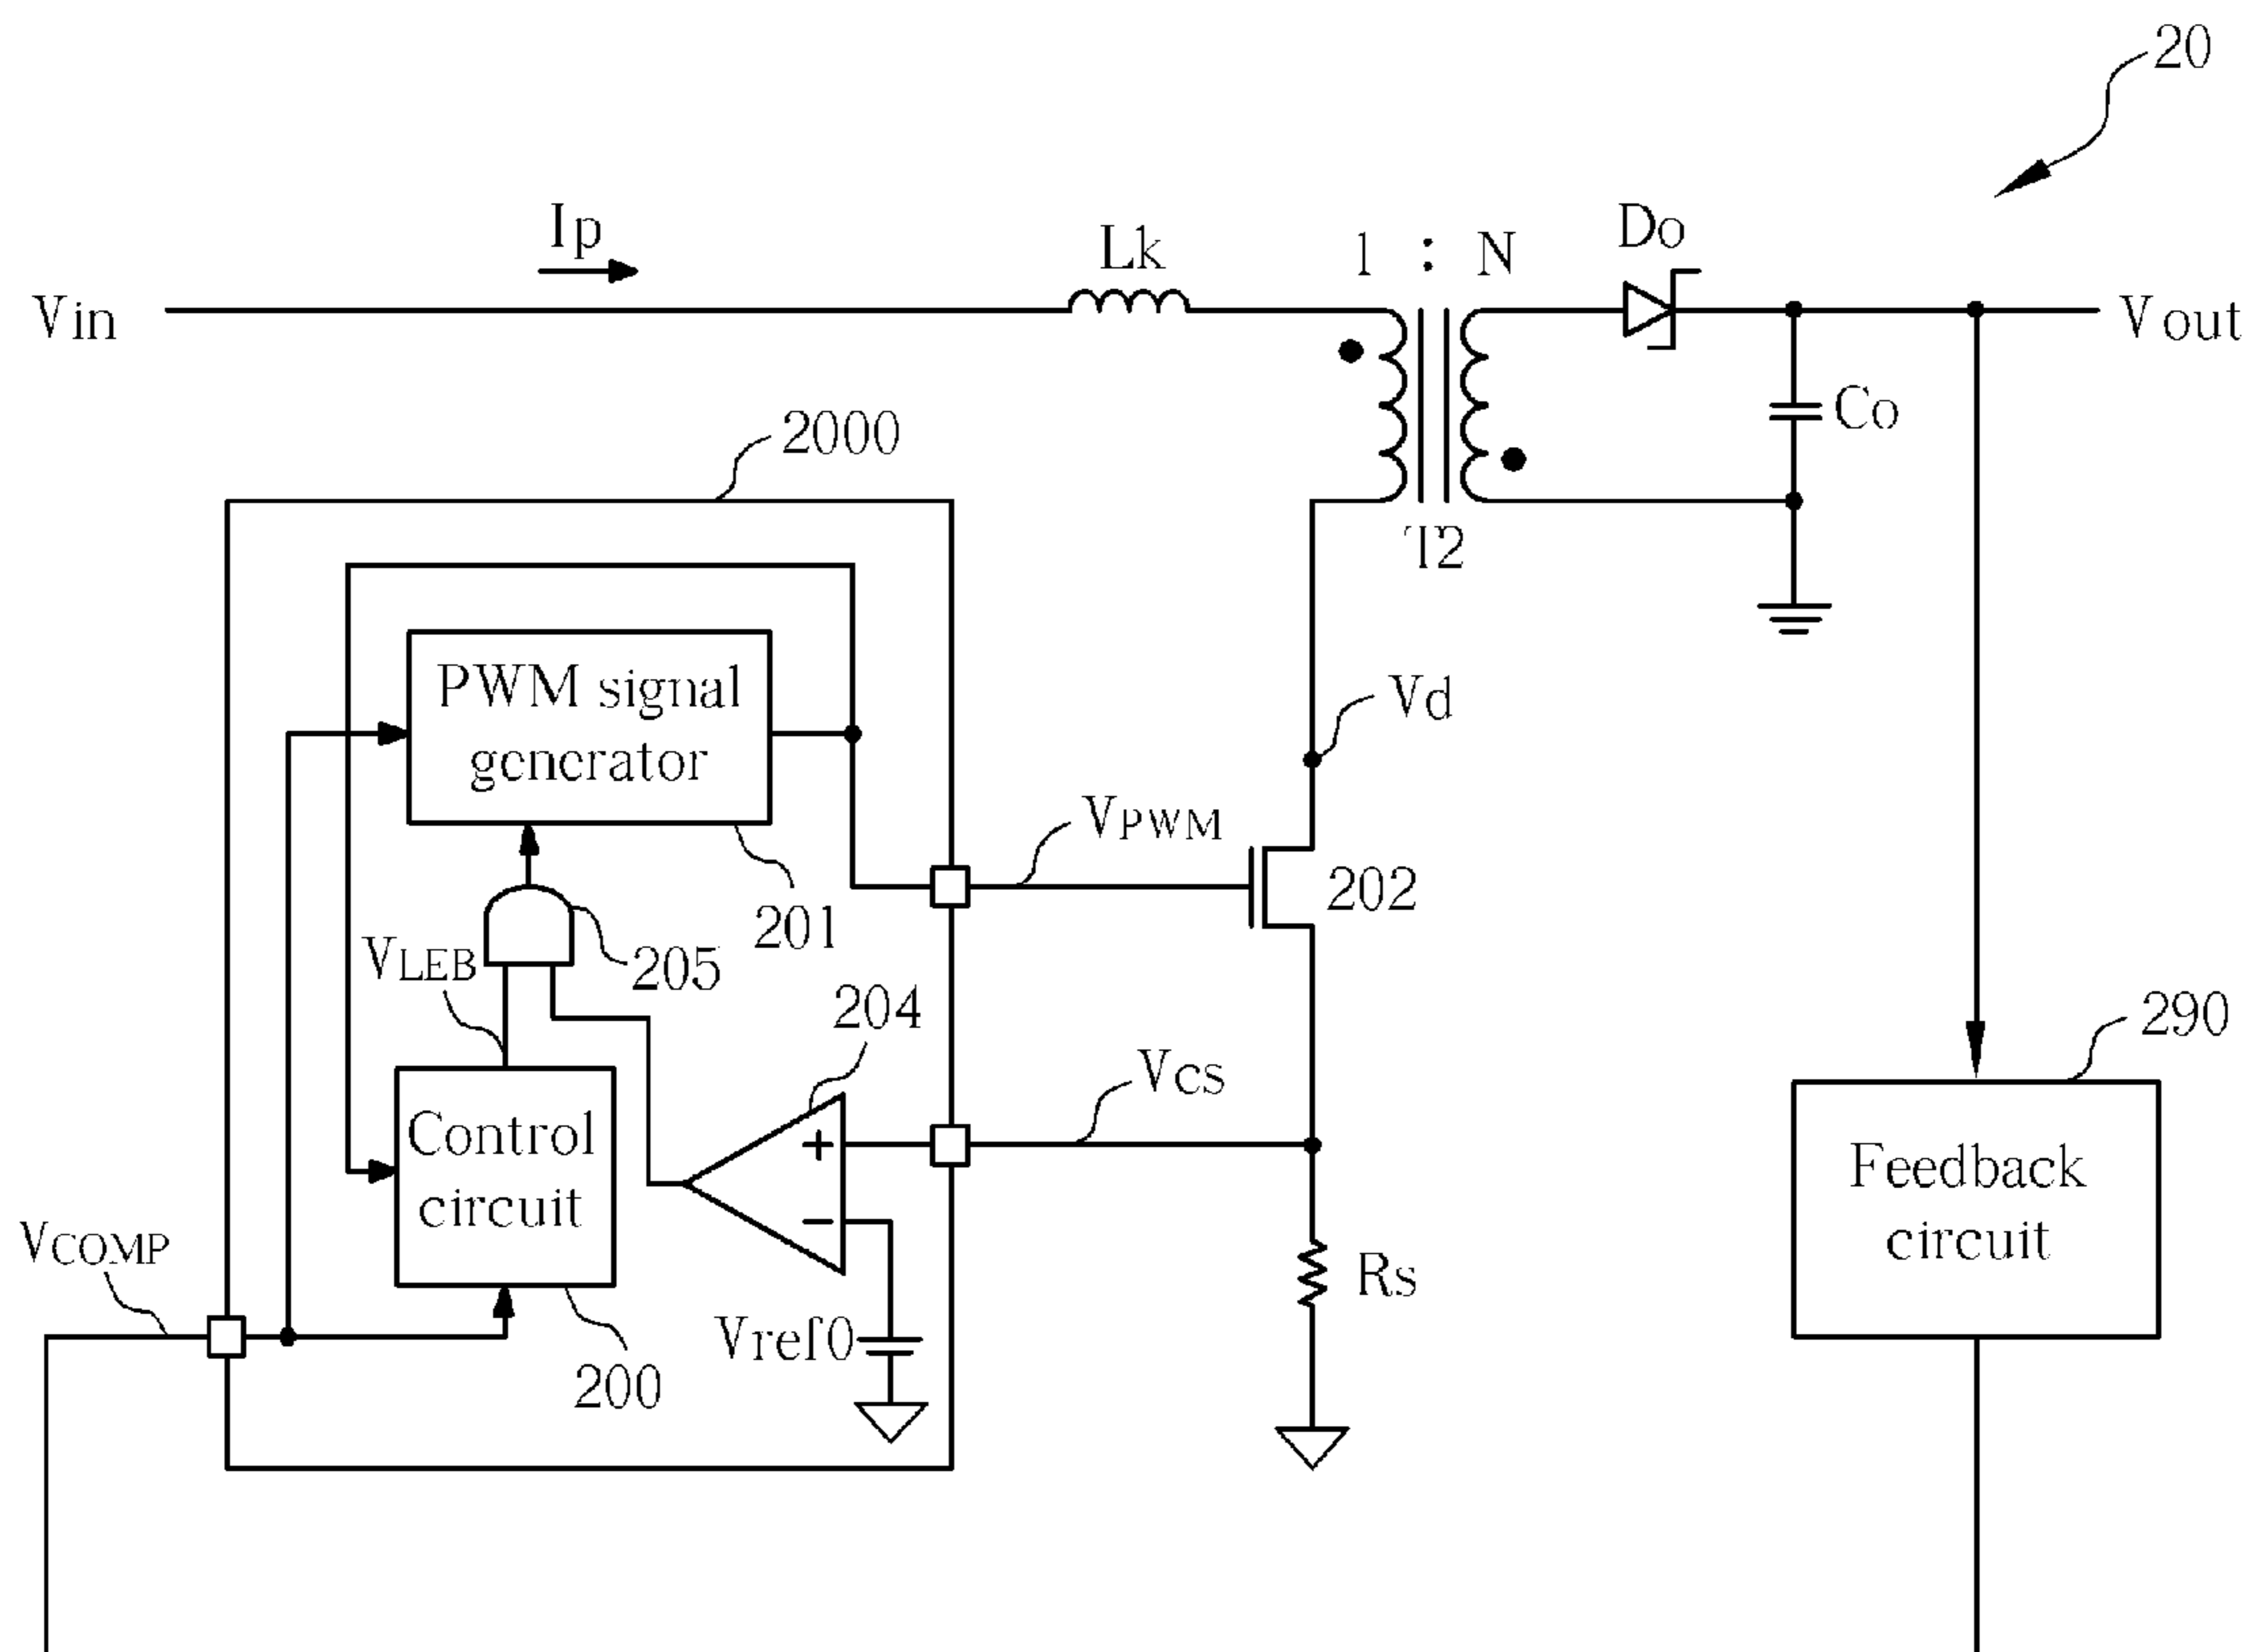 20
Ip
Lk
1 : N
Do
Vin
Vout
Co
2000
T2
PWM signal
generator
Vd
VPWM
202
201
VLEB
205
204
290
VCS
Control
circuit
+
−
Feedback
circuit
VCOMP
Rs
Vref0
200